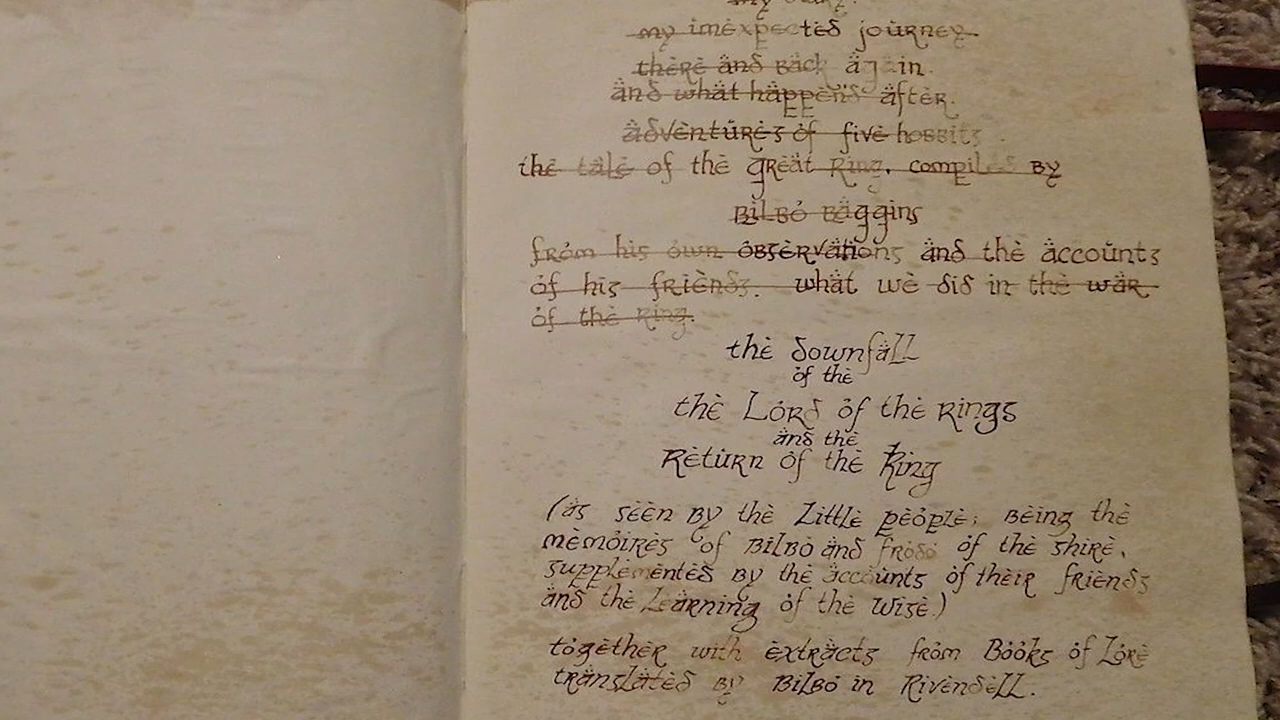 my
my unexpected journey.
there and Back again.
and what happened after.
adventures of five hobbits.
the tale of the great Ring, compiled by
Bilbo Baggins
from his own observations and the accounts
of his friends. what we did in the war
of the Ring.
the downfall
of the
the Lord of the Rings
and the
Return of the King
(as seen by the Little people; being the
memoires of Bilbo and frodo of the shire,
supplemented by the accounts of their friends
and the Learning of the wise.)
together with extracts from Books of Lore
translated by Bilbo in Rivendell.